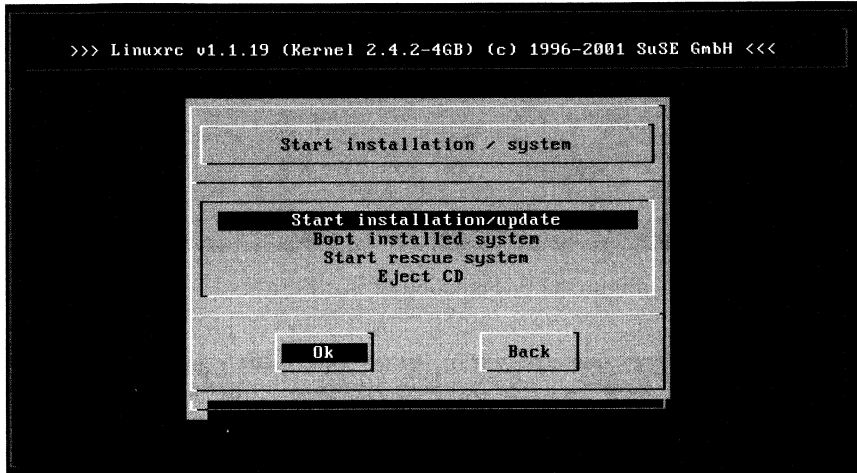 >>> Linuxrc v1.1.19 (Kernel 2.4.2-4GB) (c) 1996-2001 SuSE GmbH <<<
Start installation / system
Start installation/update
Boot installed system
Start rescue system
Eject CD
Ok
Back